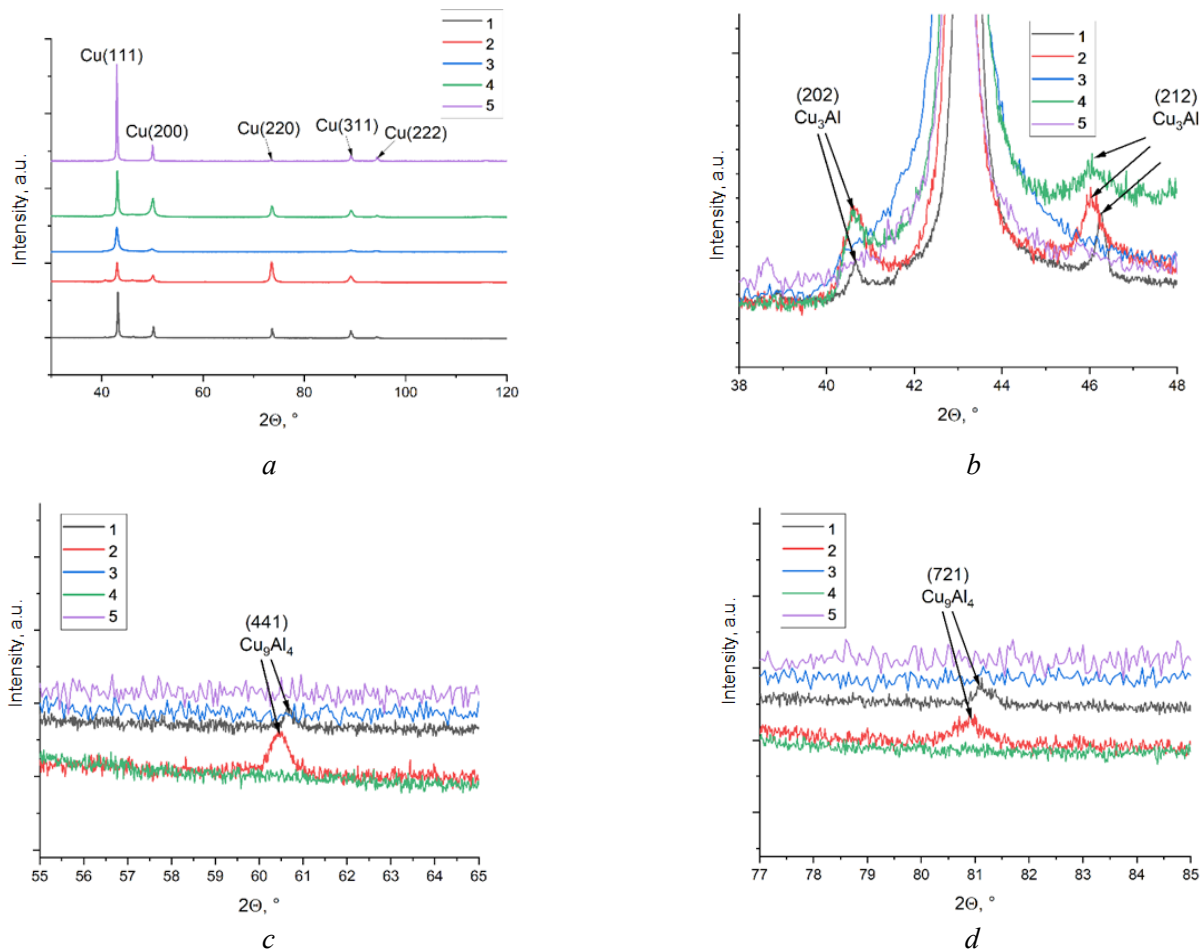 1
2
3
4
5
Cu(111)
Cu(200)
Cu(220)
Cu(311)
Cu(222)
Intensity, a.u.
40
60
80
100
120
2Θ, °
a
1
2
3
4
5
(202)
Cu₃Al
(212)
Cu₃Al
Intensity, a.u.
38
40
42
44
46
48
2Θ, °
b
1
2
3
4
5
(441)
Cu₉Al₄
Intensity, a.u.
55
56
57
58
59
60
61
62
63
64
65
2Θ, °
c
1
2
3
4
5
(721)
Cu₉Al₄
Intensity, a.u.
77
78
79
80
81
82
83
84
85
2Θ, °
d